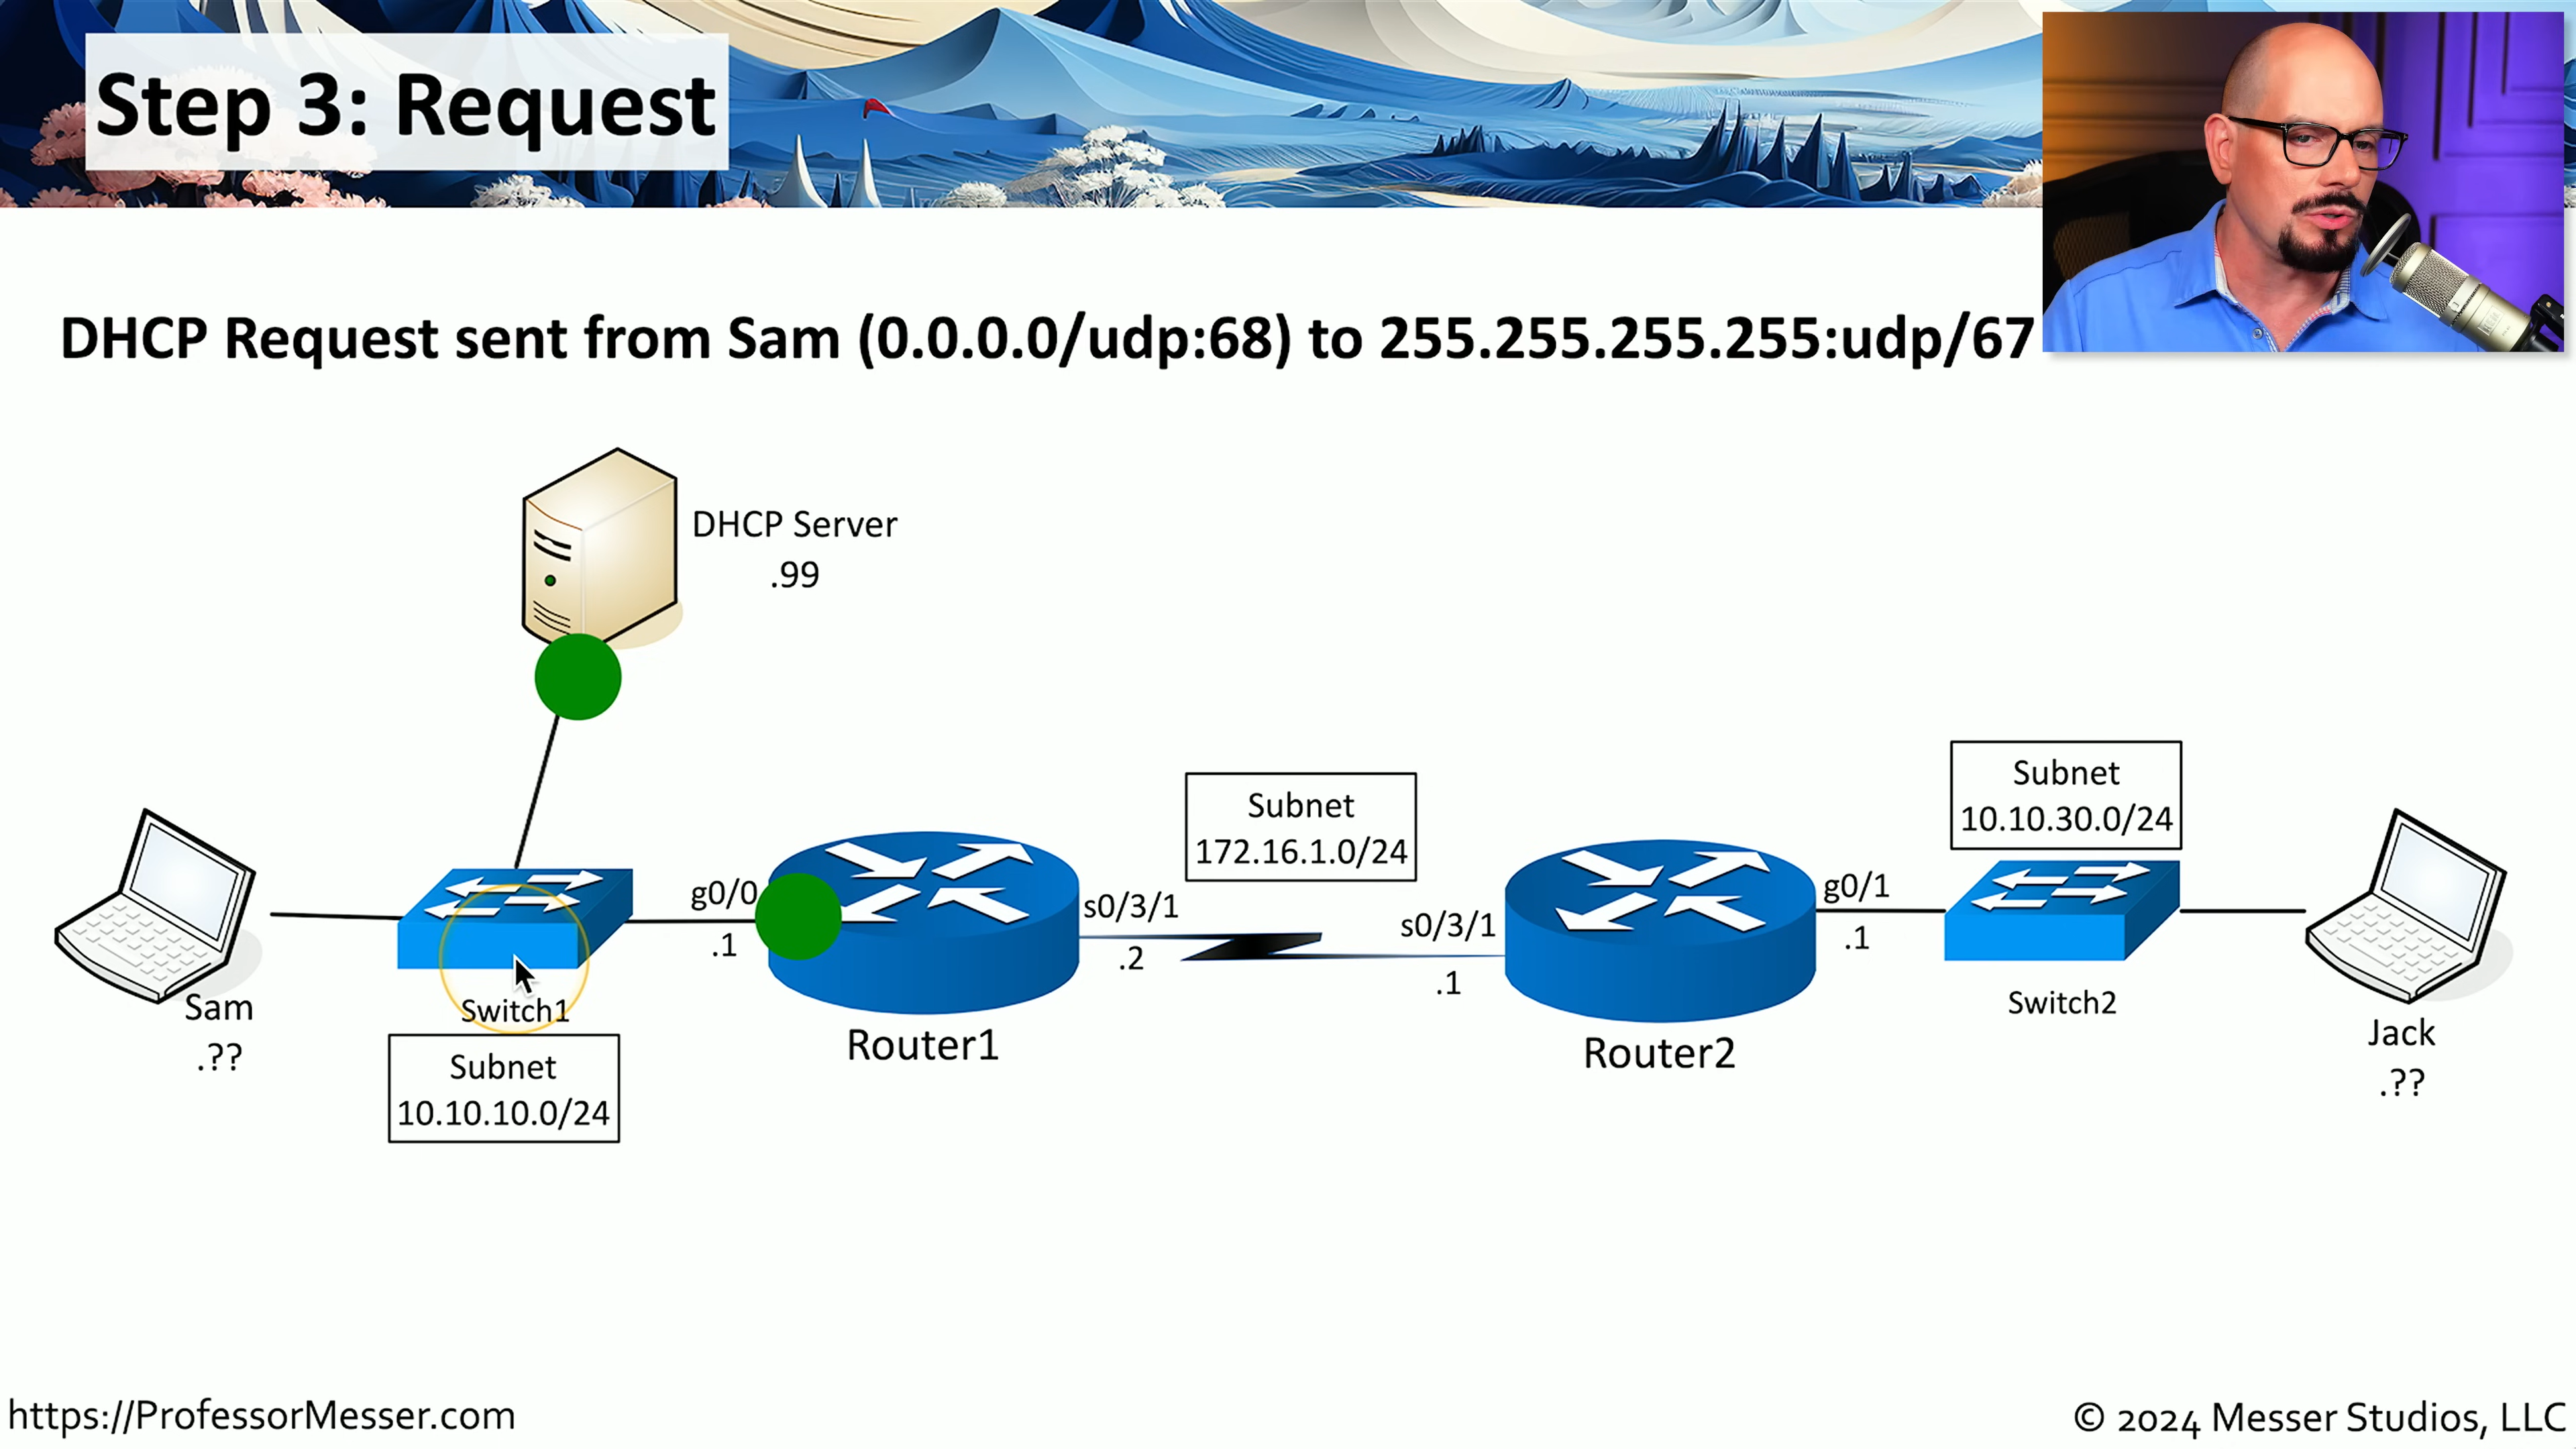 Step 3: Request
DHCP Request sent from Sam (0.0.0.0/udp:68) to 255.255.255.255:udp/67
DHCP Server
.99
Subnet
10.10.30.0/24
Subnet
172.16.1.0/24
g0/0
.1
s0/3/1
.2
s0/3/1
.1
g0/1
.1
Sam
.??
Switch1
Subnet
10.10.10.0/24
Router1
Router2
Switch2
Jack
.??
https://ProfessorMesser.com
© 2024 Messer Studios, LLC